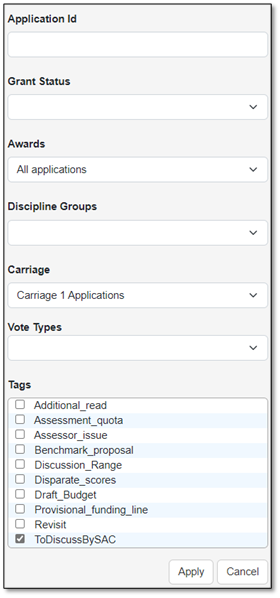 Application Id
Grant Status
Awards
All applications
Discipline Groups
Carriage
Carriage 1 Applications
Vote Types
Tags
Additional_read
Assessment_quota
Assessor_issue
Benchmark_proposal
Discussion_Range
Disparate_scores
Draft_Budget
Provisional_funding_line
Revisit
ToDiscussBySAC
Apply Cancel